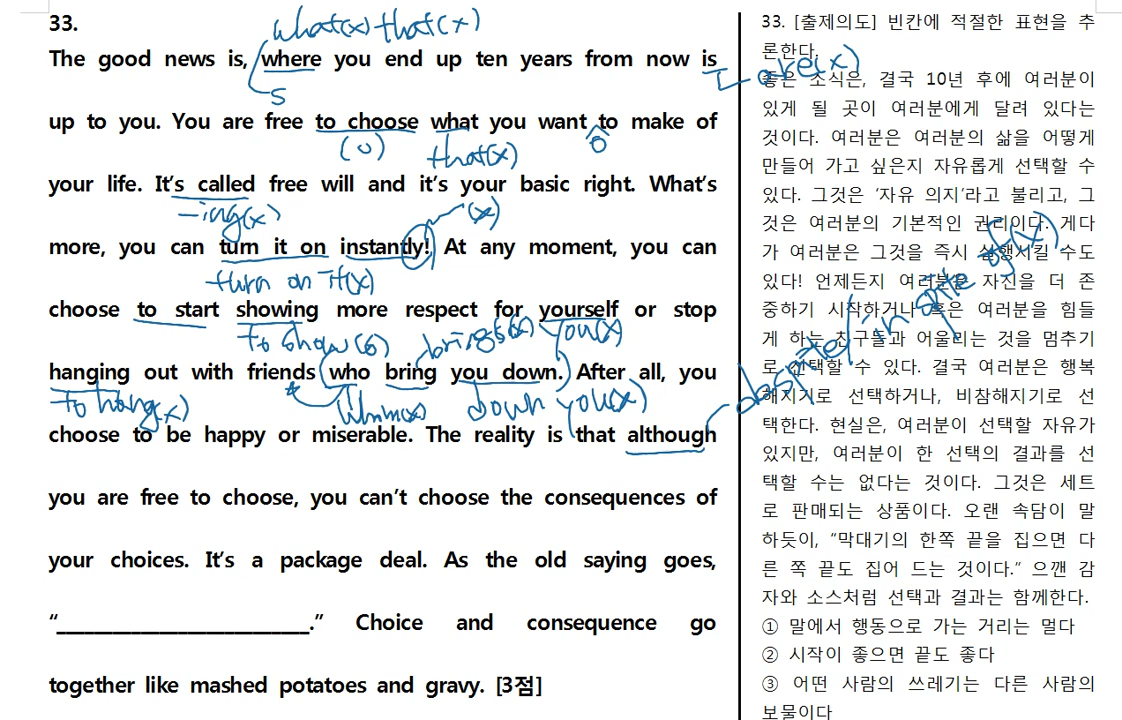 33.
what(x) that(x)
The good news is, where you end up ten years from now is
S
are(x)
up to you. You are free to choose what you want to make of
(o)
that(x)
your life. It's called free will and it's your basic right. What's
-ing(x)
(x)
more, you can turn it on instantly! At any moment, you can
turn on it(x)
choose to start showing more respect for yourself or stop
to show(o)
brings(x)
you(x)
hanging out with friends (who bring you down.) After all, you
to hang(x)
whom(x)
down you(x)
choose to be happy or miserable. The reality is that although
despite/in spite of(x)
you are free to choose, you can't choose the consequences of
your choices. It's a package deal. As the old saying goes,
"___________________________." Choice and consequence go
together like mashed potatoes and gravy. [3점]
33. [출제의도] 빈칸에 적절한 표현을 추
론한다.
좋은 소식은, 결국 10년 후에 여러분이
있게 될 곳이 여러분에게 달려 있다는
것이다. 여러분은 여러분의 삶을 어떻게
만들어 가고 싶은지 자유롭게 선택할 수
있다. 그것은 '자유 의지'라고 불리고, 그
것은 여러분의 기본적인 권리이다. 게다
가 여러분은 그것을 즉시 실행시킬 수도
있다! 언제든지 여러분은 자신을 더 존
중하기 시작하거나 혹은 여러분을 힘들
게 하는 친구들과 어울리는 것을 멈추기
로 선택할 수 있다. 결국 여러분은 행복
해지기로 선택하거나, 비참해지기로 선
택한다. 현실은, 여러분이 선택할 자유가
있지만, 여러분이 한 선택의 결과를 선
택할 수는 없다는 것이다. 그것은 세트
로 판매되는 상품이다. 오랜 속담이 말
하듯이, "막대기의 한쪽 끝을 집으면 다
른 쪽 끝도 집어 드는 것이다." 으깬 감
자와 소스처럼 선택과 결과는 함께한다.
① 말에서 행동으로 가는 거리는 멀다
② 시작이 좋으면 끝도 좋다
③ 어떤 사람의 쓰레기는 다른 사람의
보물이다